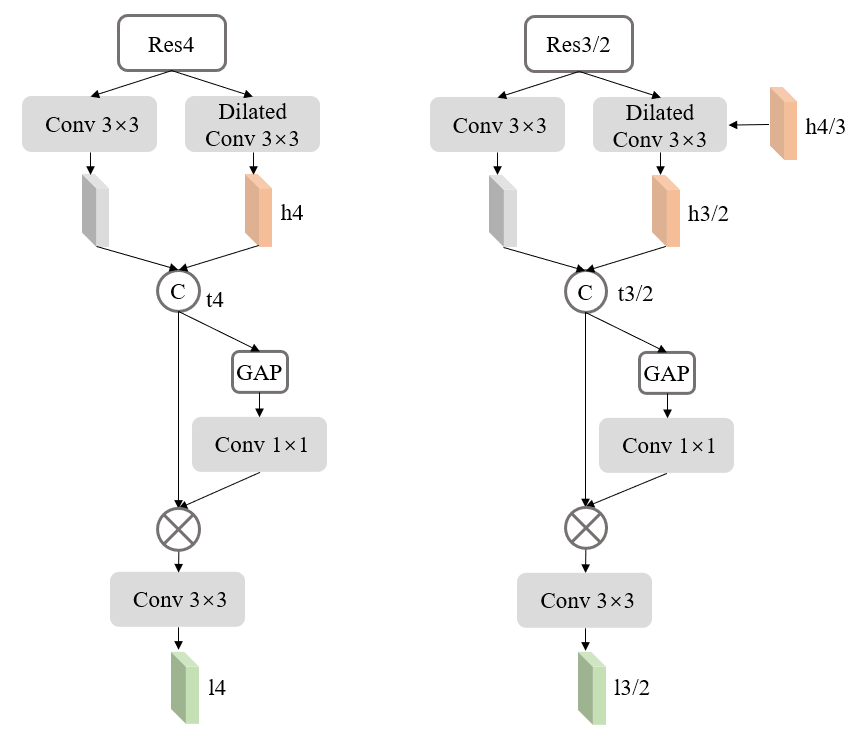 Res4
Conv 3×3
Dilated
Conv 3×3
h4
C
t4
GAP
Conv 1×1
Conv 3×3
l4
Res3/2
Conv 3×3
Dilated
Conv 3×3
h4/3
h3/2
C
t3/2
GAP
Conv 1×1
Conv 3×3
l3/2